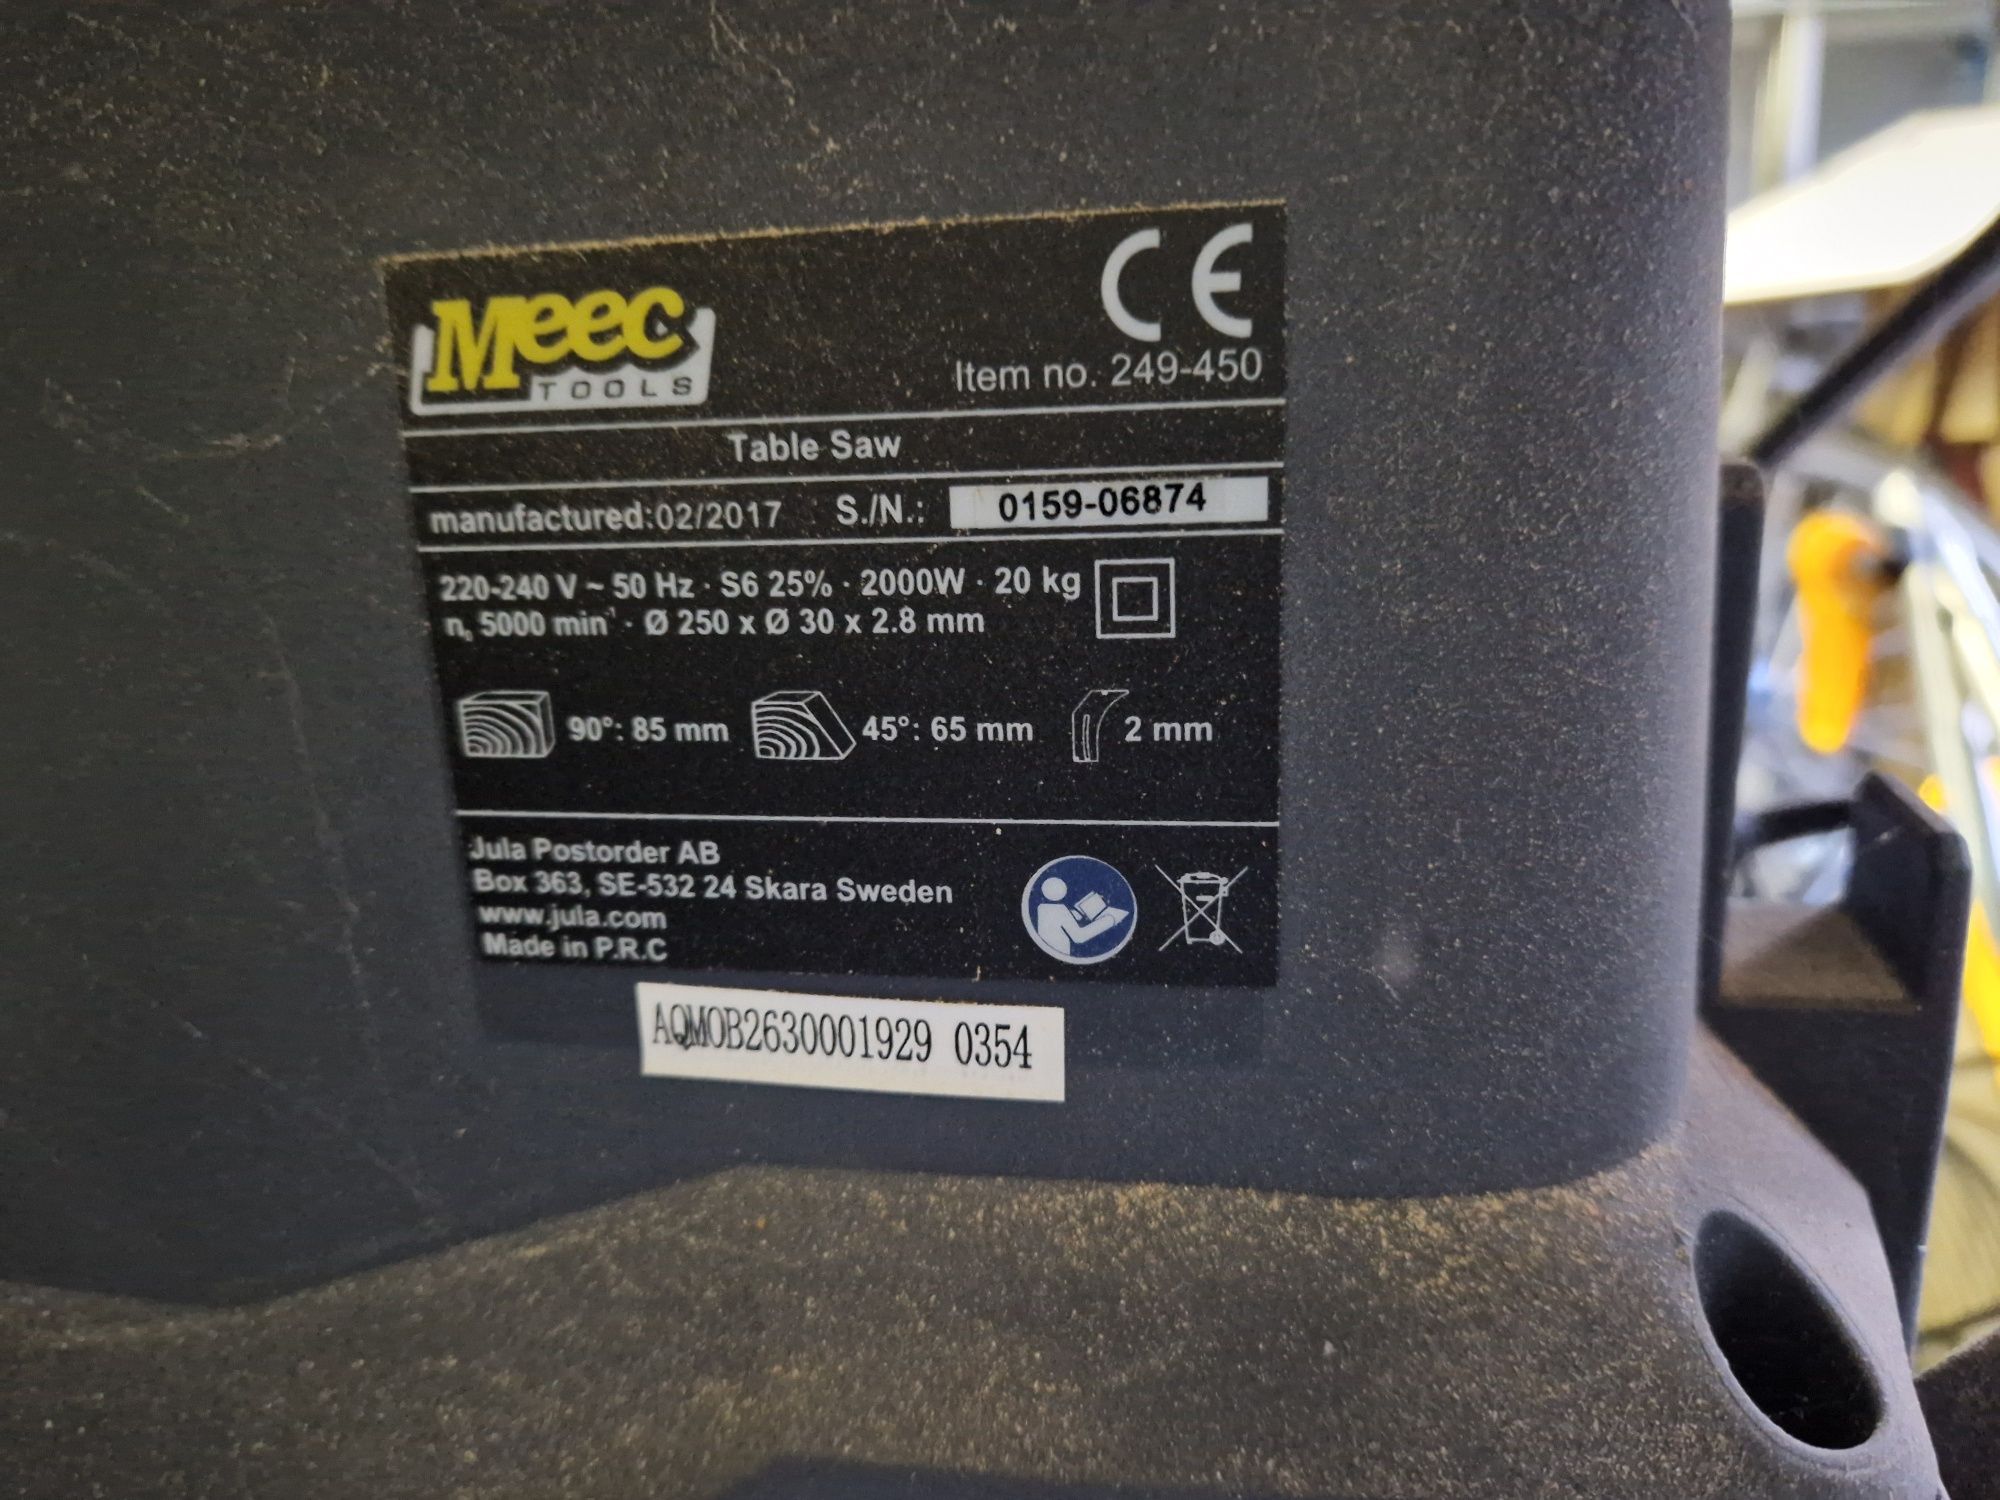 Meec
TOOLS
CE
Item no. 249-450
Table Saw
manufactured:02/2017 S./N.: 0159-06874
220-240 V ~ 50 Hz · S6 25% · 2000W · 20 kg
n₀ 5000 min⁻¹ · Ø 250 x Ø 30 x 2.8 mm
90°: 85 mm 45°: 65 mm 2 mm
Jula Postorder AB
Box 363, SE-532 24 Skara Sweden
www.jula.com
Made in P.R.C
AQMOB2630001929 0354